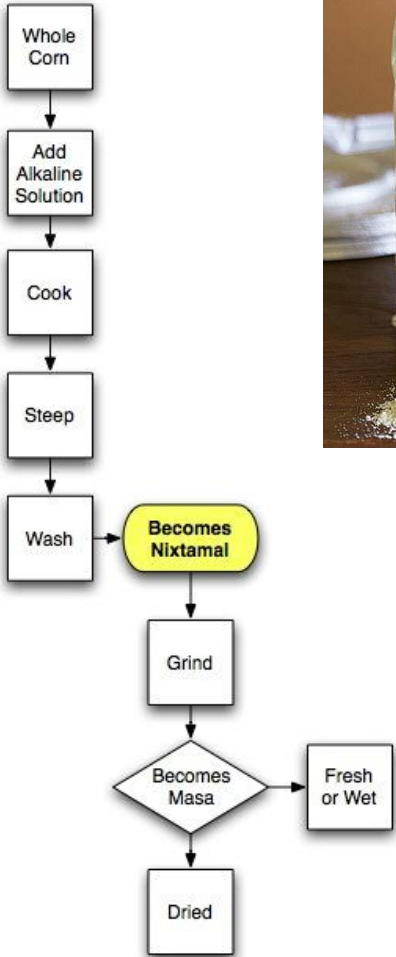 Whole
Corn
Add
Alkaline
Solution
Cook
Steep
Wash
Becomes
Nixtamal
Grind
Becomes
Masa
Fresh
or Wet
Dried